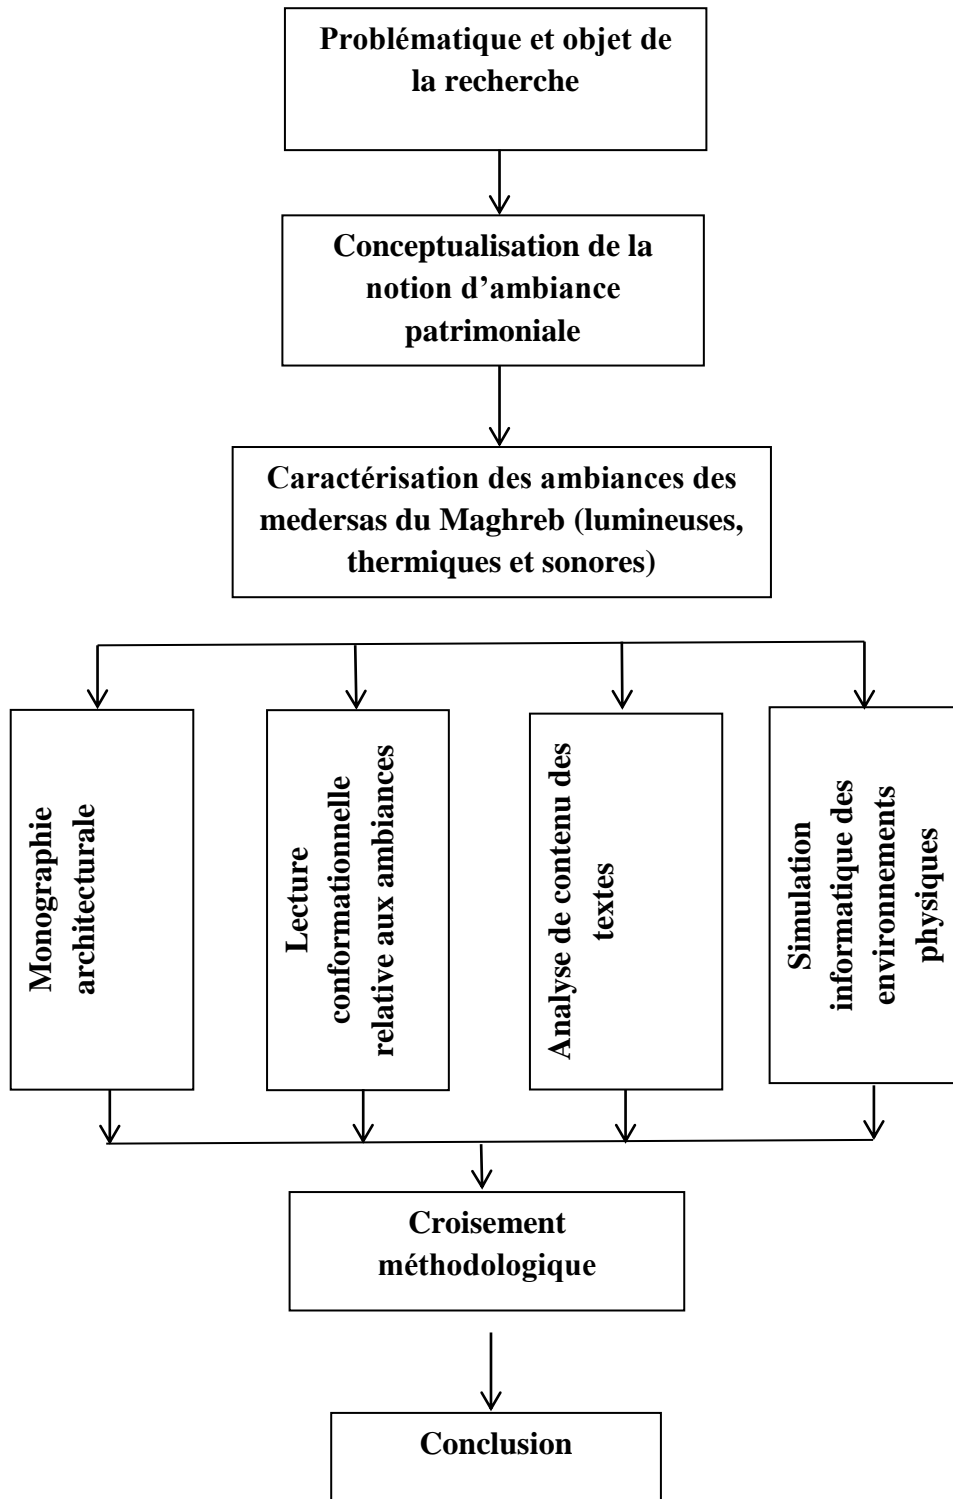 Problématique et objet de
la recherche
Conceptualisation de la
notion d’ambiance
patrimoniale
Caractérisation des ambiances des
medersas du Maghreb (lumineuses,
thermiques et sonores)
Monographie
architecturale
Lecture
conformationnelle
relative aux ambiances
Analyse de contenu des
textes
Simulation
informatique des
environnements
physiques
Croisement
méthodologique
Conclusion